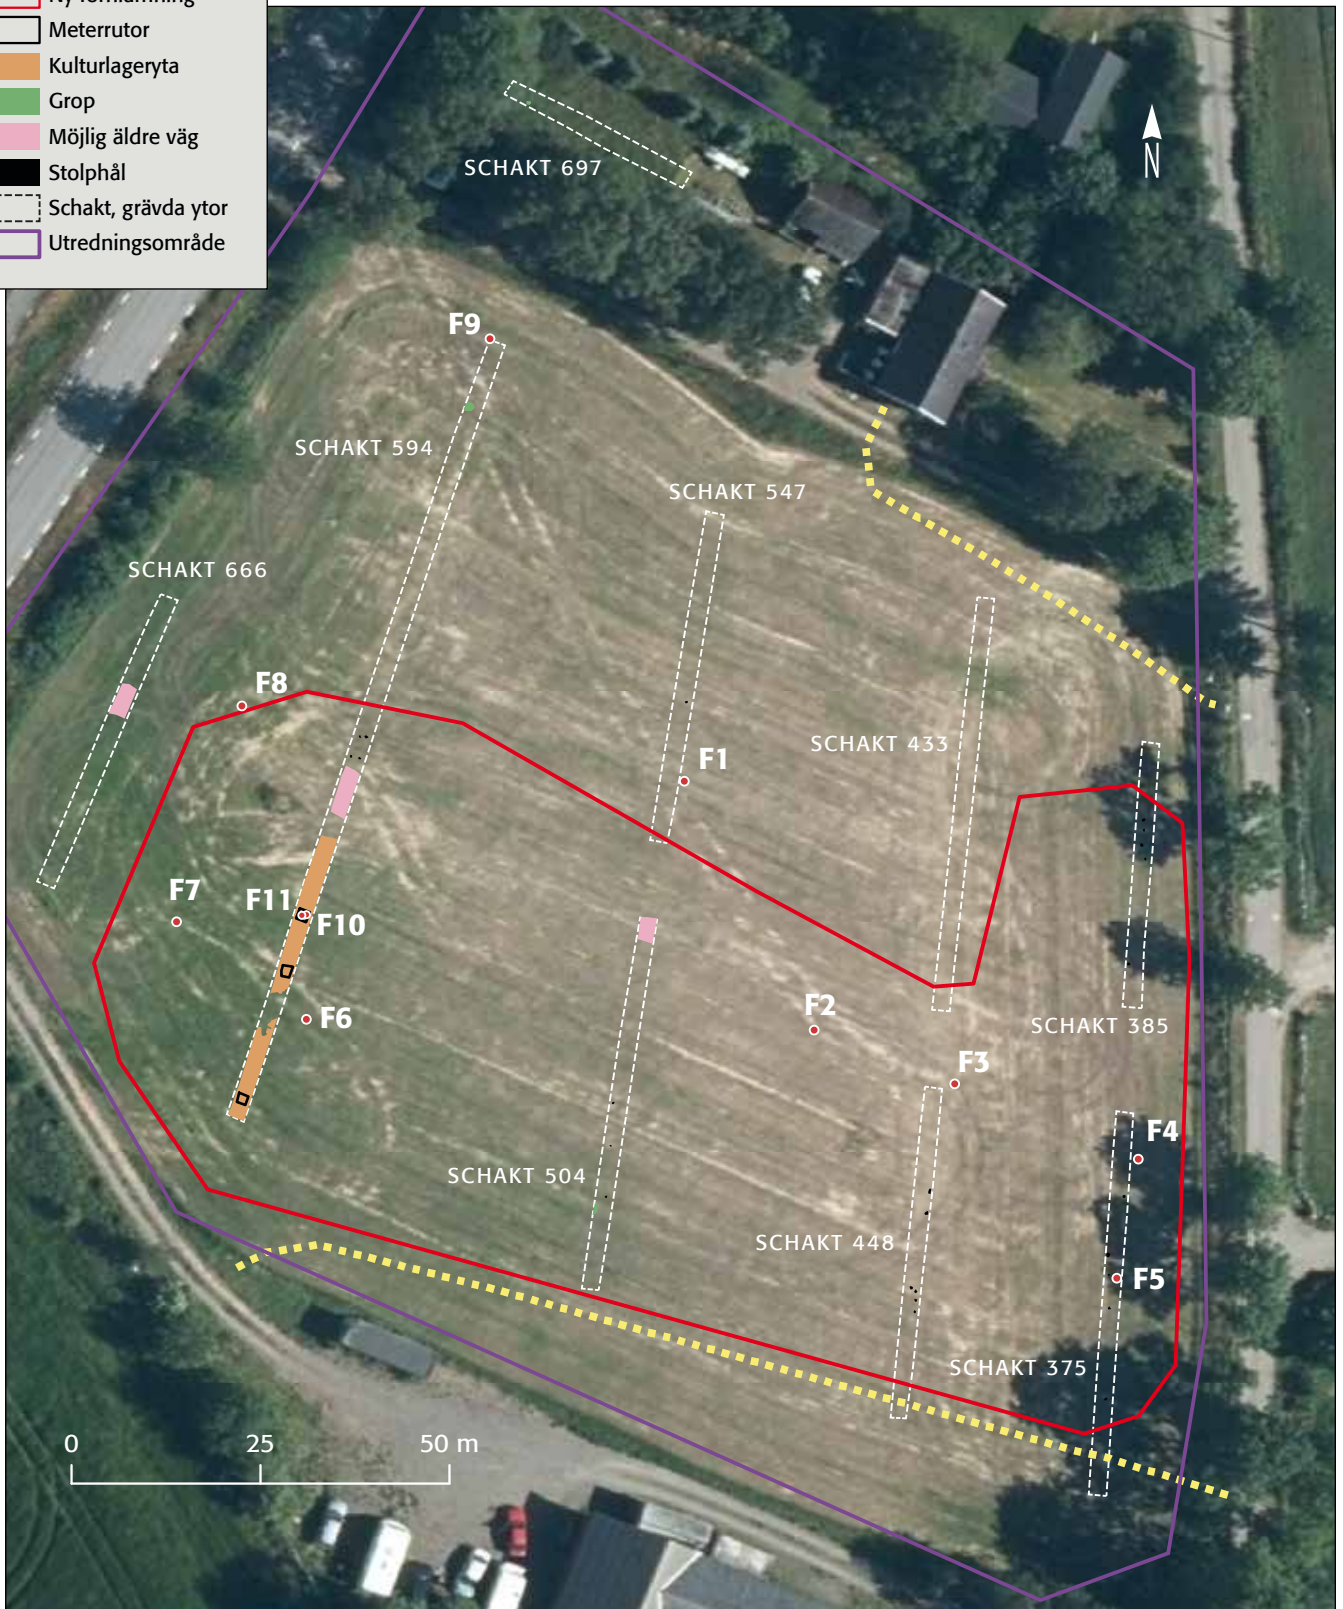 Ny fornlämning
Meterrutor
Kulturlageryta
Grop
Möjlig äldre väg
Stolphål
Schakt, grävda ytor
Utredningsområde
N
SCHAKT 697
F9
SCHAKT 594
SCHAKT 547
SCHAKT 666
F8
F1
SCHAKT 433
F7
F11
F10
F6
F2
SCHAKT 385
F3
F4
SCHAKT 504
SCHAKT 448
F5
SCHAKT 375
0 25 50 m